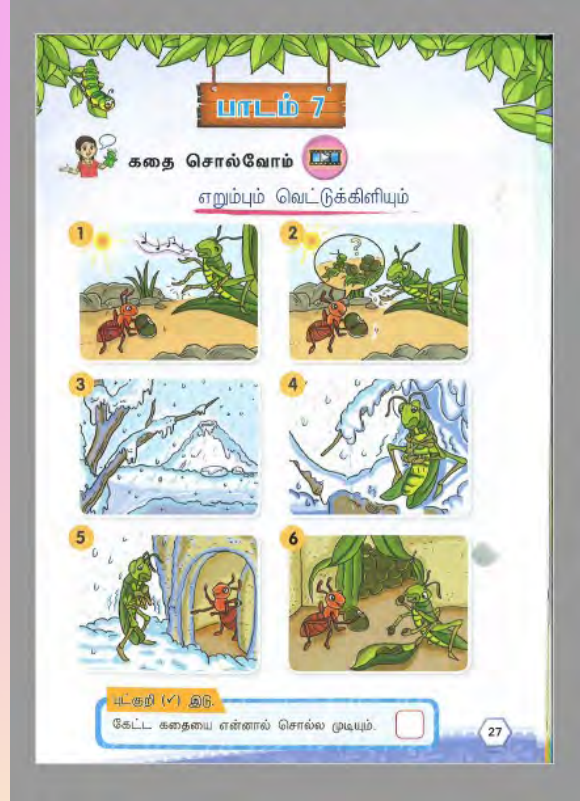 பாடம் 7
கதை சொல்வோம்
எறும்பும் வெட்டுக்கிளியும்
1
2
?
3
4
5
6
புட்குறி (✓) இடு.
கேட்ட கதையை என்னால் சொல்ல முடியும்.
27